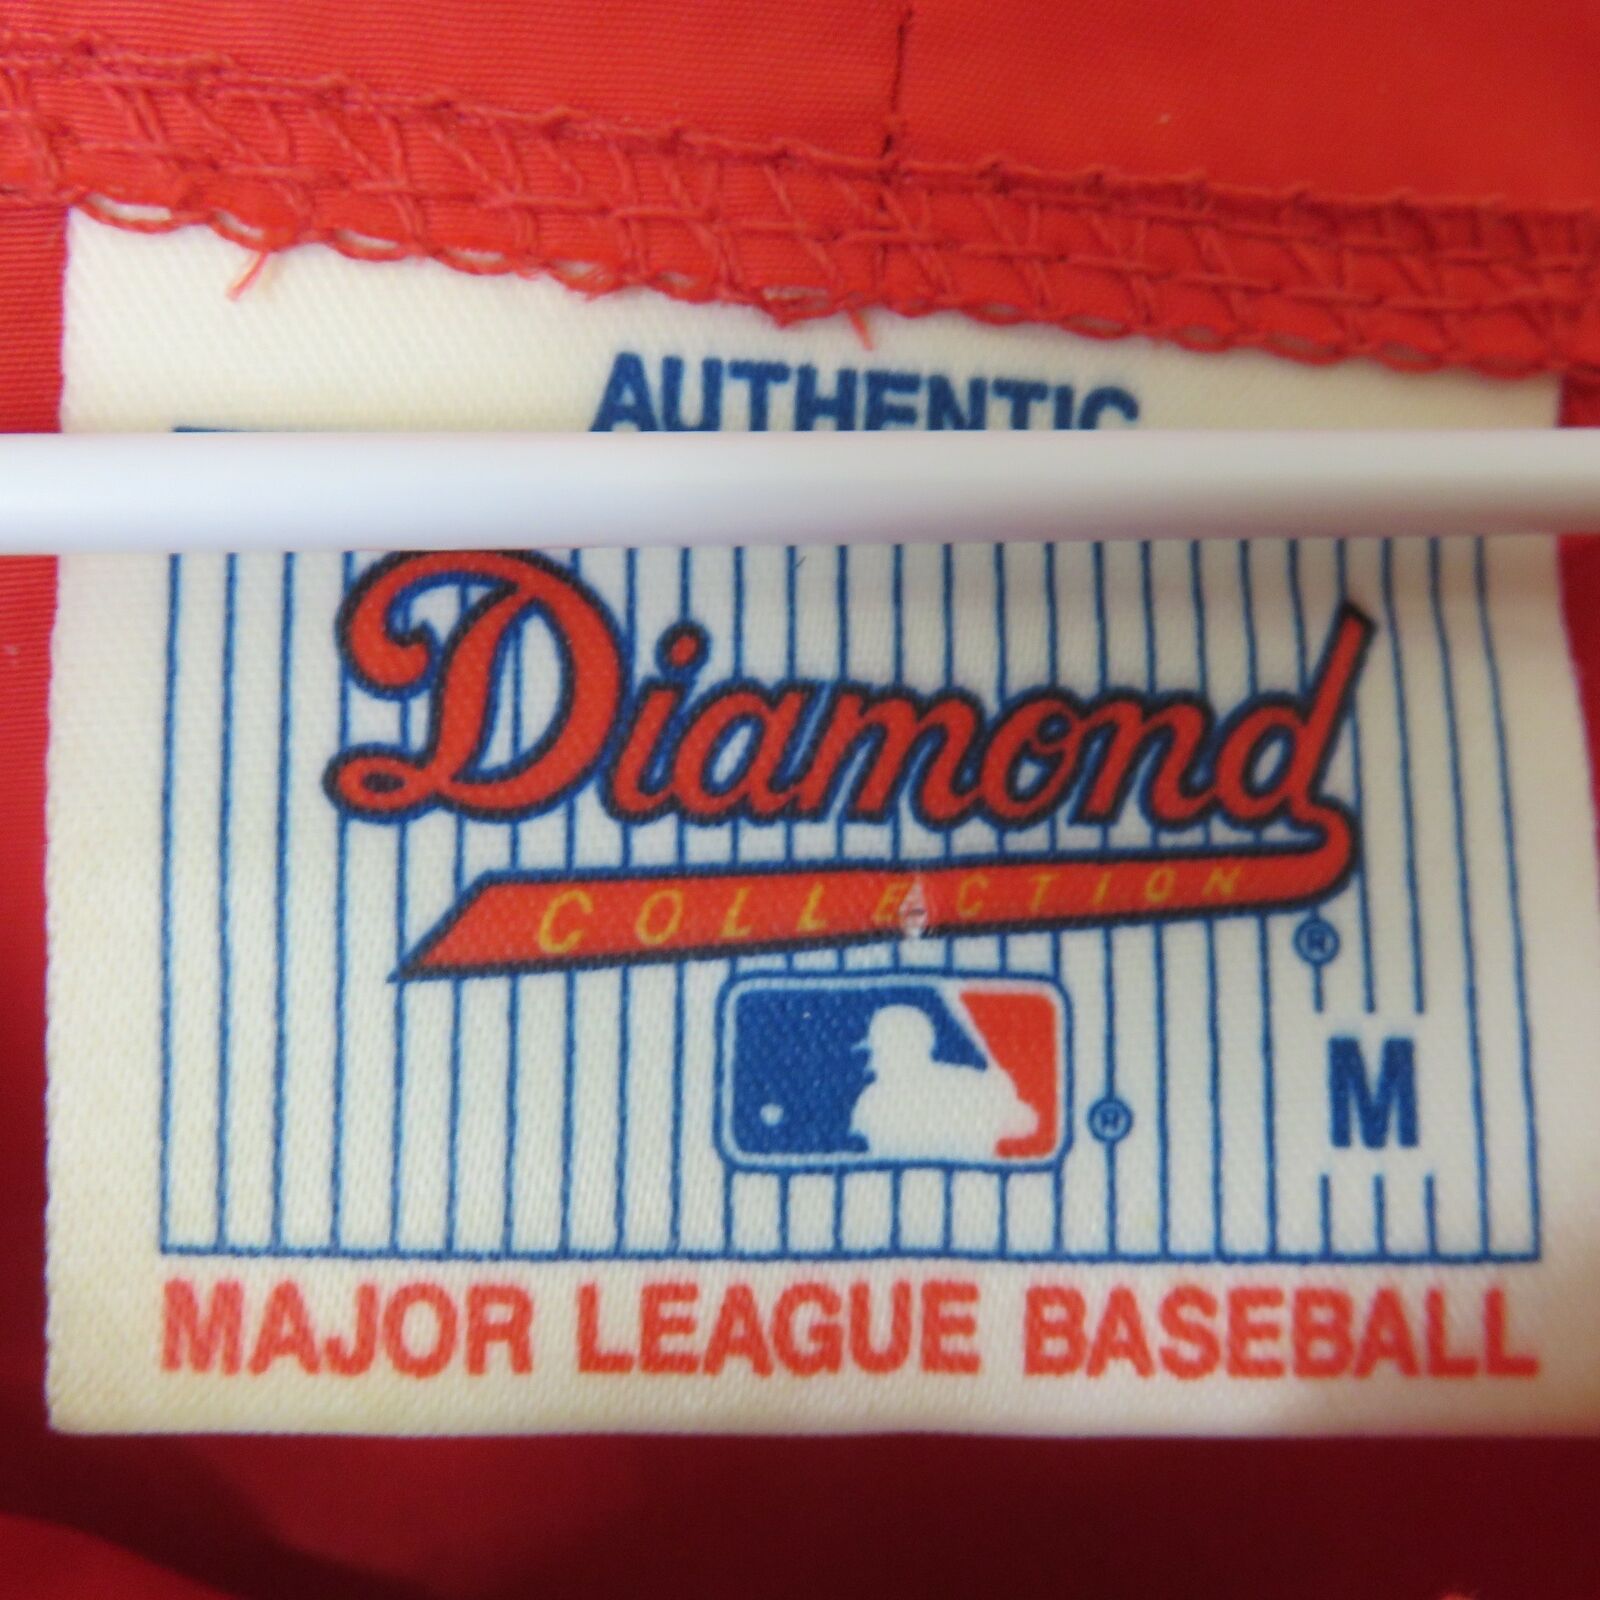 AUTHENTIC
Diamond
COLLECTION
®
®
M
MAJOR LEAGUE BASEBALL